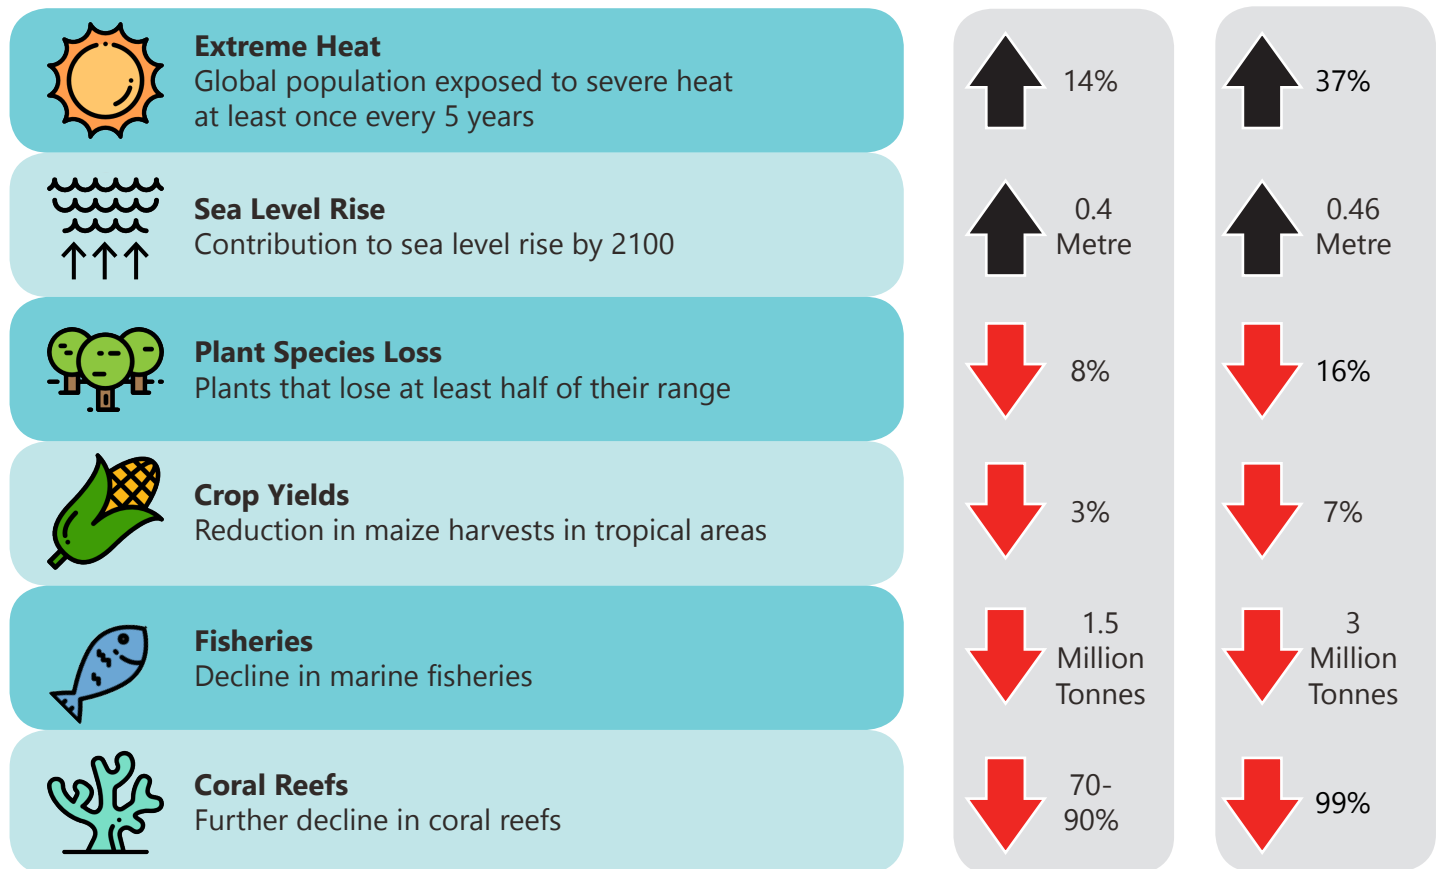 Extreme Heat
Global population exposed to severe heat
at least once every 5 years
14%
37%
Sea Level Rise
Contribution to sea level rise by 2100
0.4
Metre
0.46
Metre
Plant Species Loss
Plants that lose at least half of their range
8%
16%
Crop Yields
Reduction in maize harvests in tropical areas
3%
7%
Fisheries
Decline in marine fisheries
1.5
Million
Tonnes
3
Million
Tonnes
Coral Reefs
Further decline in coral reefs
70-
90%
99%